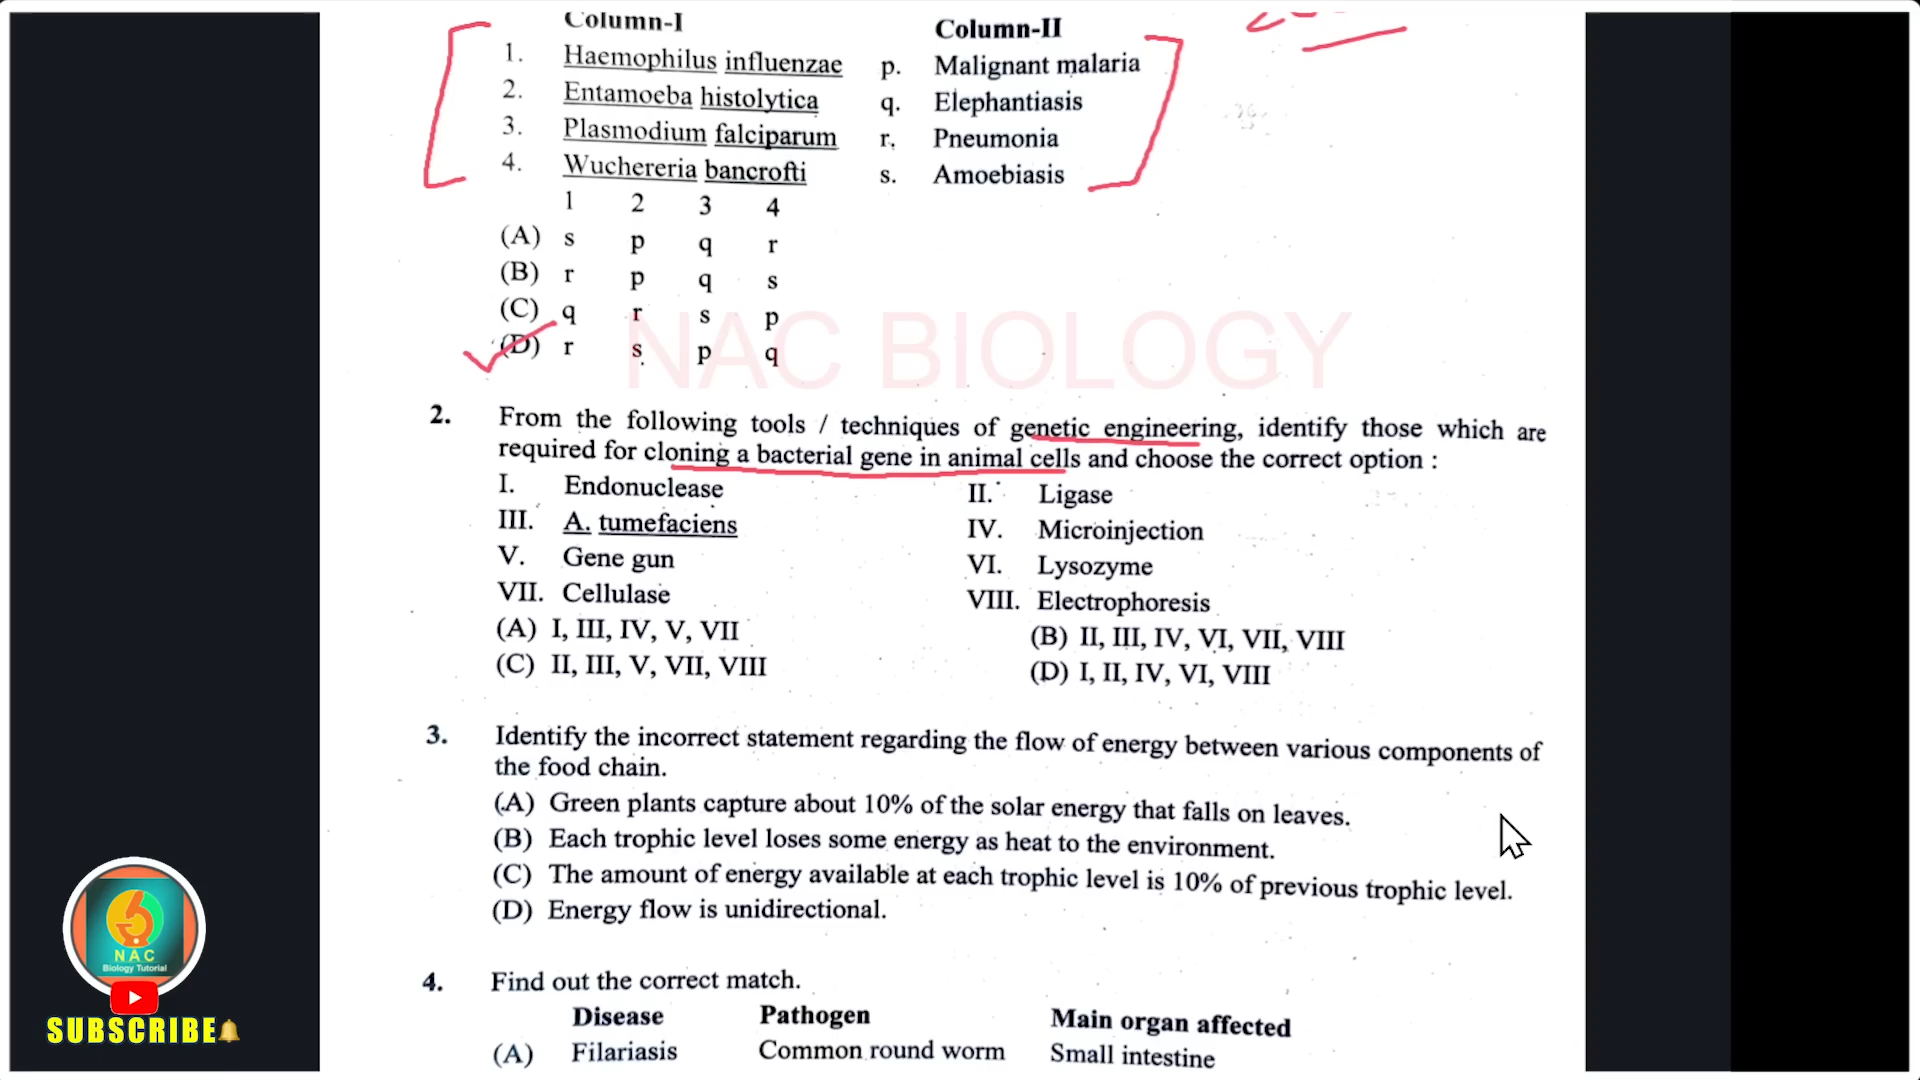 Column-I Column-II
1. Haemophilus influenzae p. Malignant malaria
2. Entamoeba histolytica q. Elephantiasis
3. Plasmodium falciparum r. Pneumonia
4. Wuchereria bancrofti s. Amoebiasis
1 2 3 4
(A) s p q r
(B) r p q s
(C) q r s p
(D) r s p q
NAC BIOLOGY
2. From the following tools / techniques of genetic engineering, identify those which are
required for cloning a bacterial gene in animal cells and choose the correct option :
I. Endonuclease II. Ligase
III. A. tumefaciens IV. Microinjection
V. Gene gun VI. Lysozyme
VII. Cellulase VIII. Electrophoresis
(A) I, III, IV, V, VII (B) II, III, IV, VI, VII, VIII
(C) II, III, V, VII, VIII (D) I, II, IV, VI, VIII
3. Identify the incorrect statement regarding the flow of energy between various components of
the food chain.
(A) Green plants capture about 10% of the solar energy that falls on leaves.
(B) Each trophic level loses some energy as heat to the environment.
(C) The amount of energy available at each trophic level is 10% of previous trophic level.
(D) Energy flow is unidirectional.
4. Find out the correct match.
Disease Pathogen Main organ affected
(A) Filariasis Common round worm Small intestine
NAC
Biology Tutorial
SUBSCRIBE